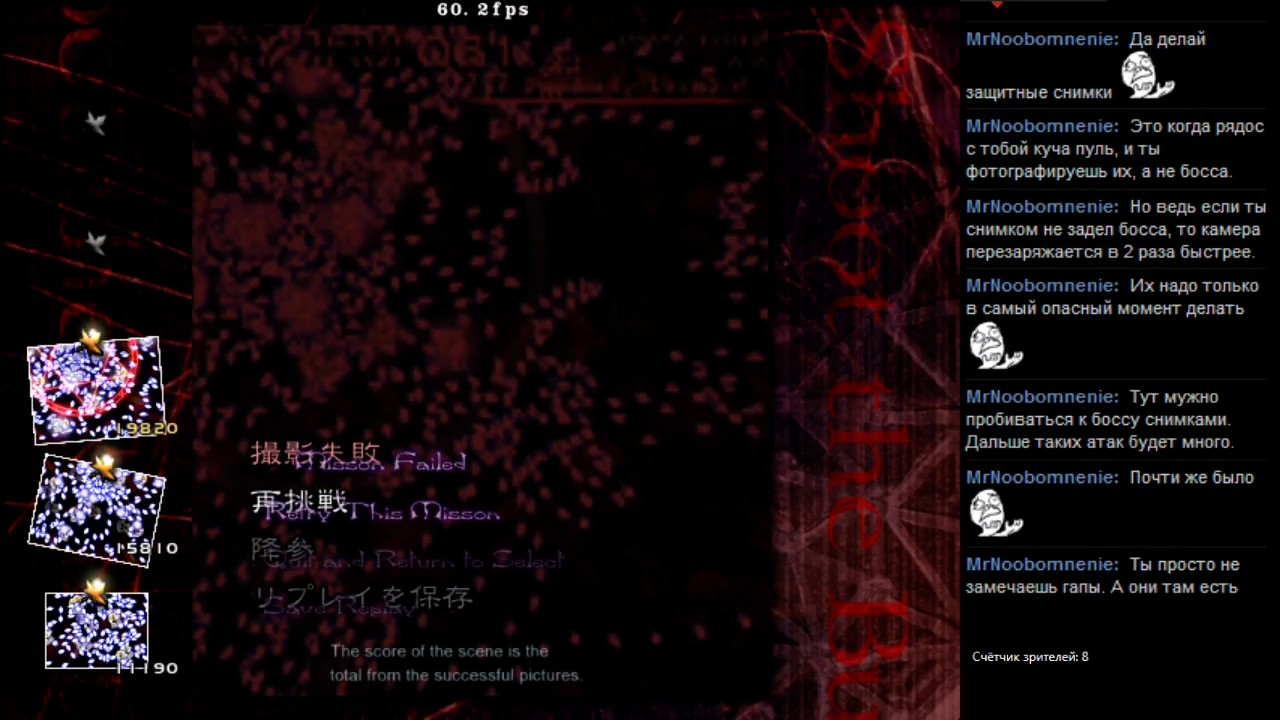 60. 2fps
撮影失敗
Misson Failed
再挑戦
Retry This Misson
降参
Quit and Return to Select
リプレイを保存
Save Replay
The score of the scene is the
total from the successful pictures.
19820
15810
11190
Shoot the Bu
MrNoobomnenie: Да делай
защитные снимки
MrNoobomnenie: Это когда рядос
с тобой куча пуль, и ты
фотографируешь их, а не босса.
MrNoobomnenie: Но ведь если ты
снимком не задел босса, то камера
перезаряжается в 2 раза быстрее.
MrNoobomnenie: Их надо только
в самый опасный момент делать
MrNoobomnenie: Тут мужно
пробиваться к боссу снимками.
Дальше таких атак будет много.
MrNoobomnenie: Почти же было
MrNoobomnenie: Ты просто не
замечаешь гапы. А они там есть
Счётчик зрителей: 8